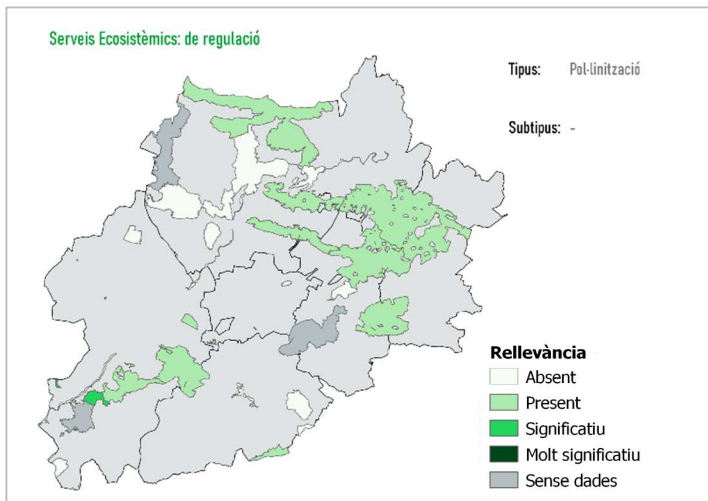 Serveis Ecosistèmics: de regulació
Tipus: Pol·linització
Subtipus: -
Rellevància
Absent
Present
Significatiu
Molt significatiu
Sense dades